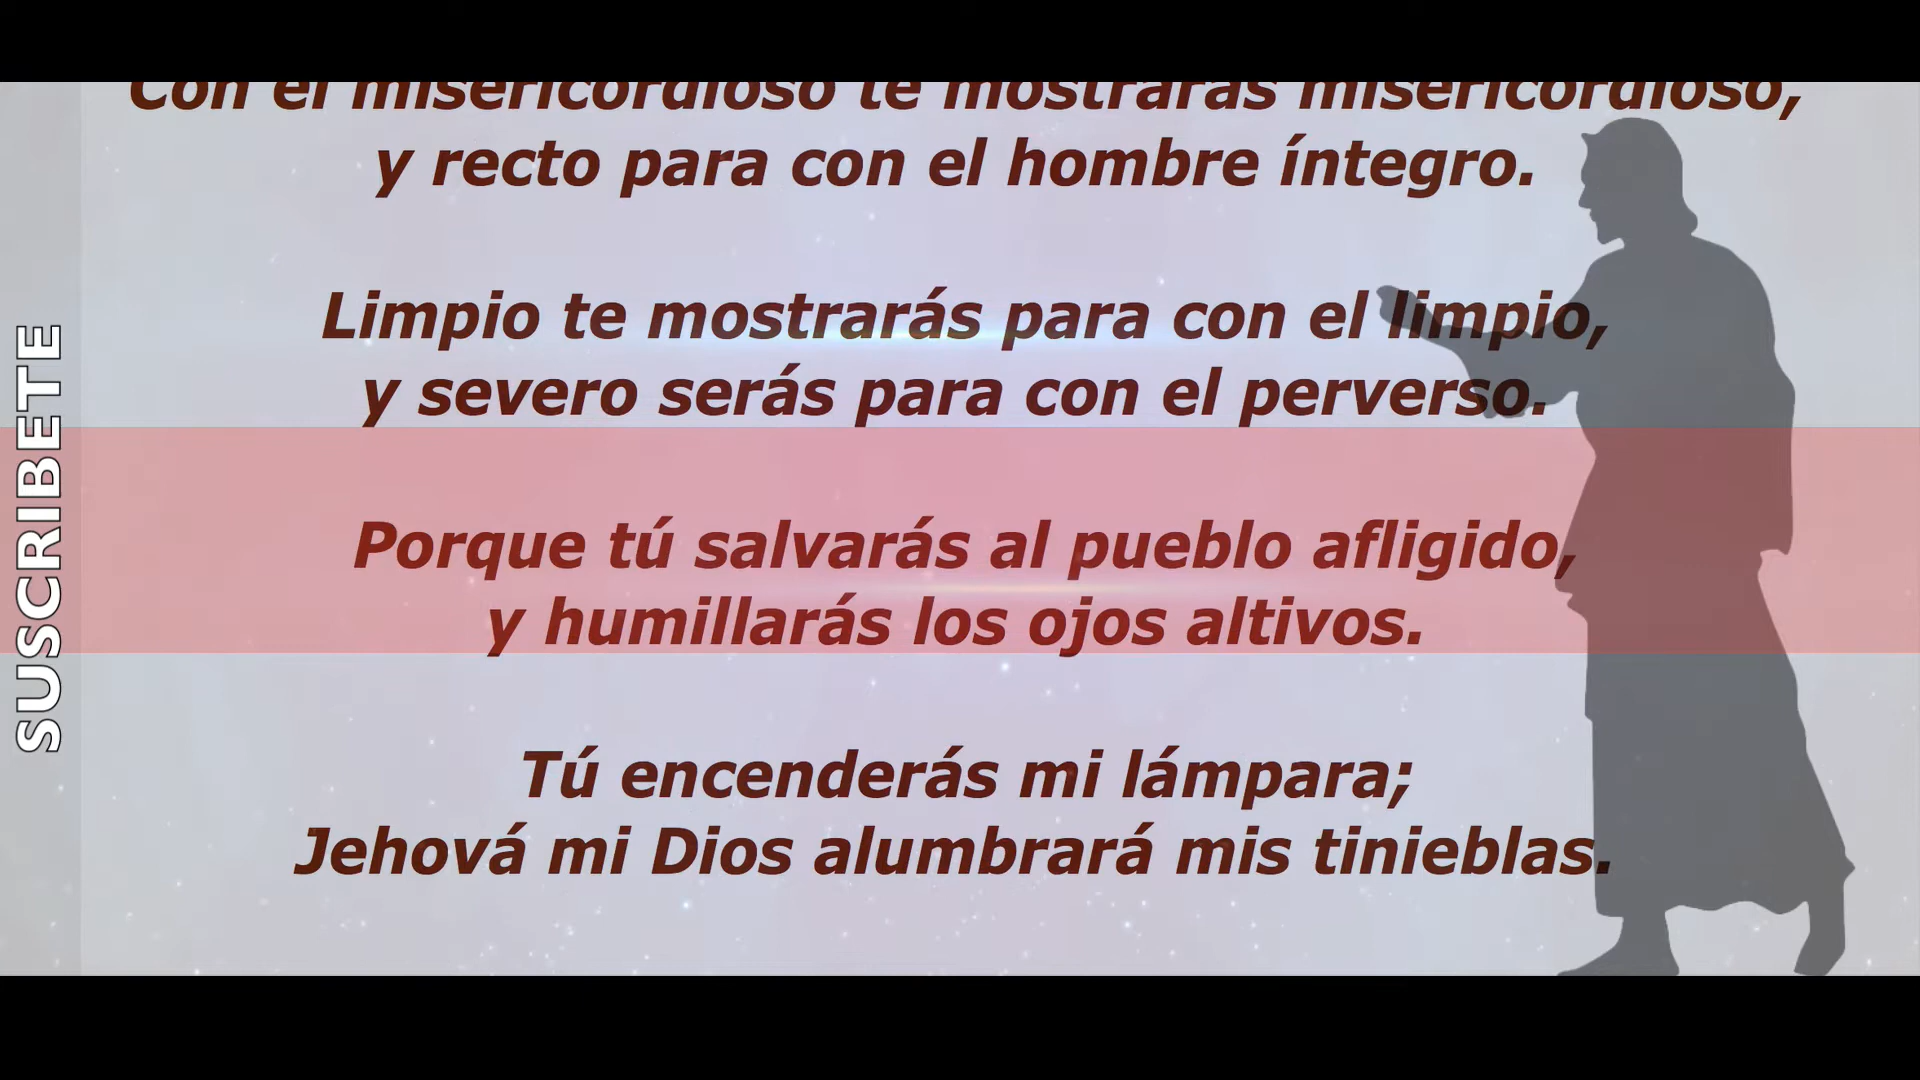 Con el misericordioso te mostrarás misericordioso,
y recto para con el hombre íntegro.
Limpio te mostrarás para con el limpio,
y severo serás para con el perverso.
Porque tú salvarás al pueblo afligido,
y humillarás los ojos altivos.
Tú encenderás mi lámpara;
Jehová mi Dios alumbrará mis tinieblas.
SUSCRIBETE